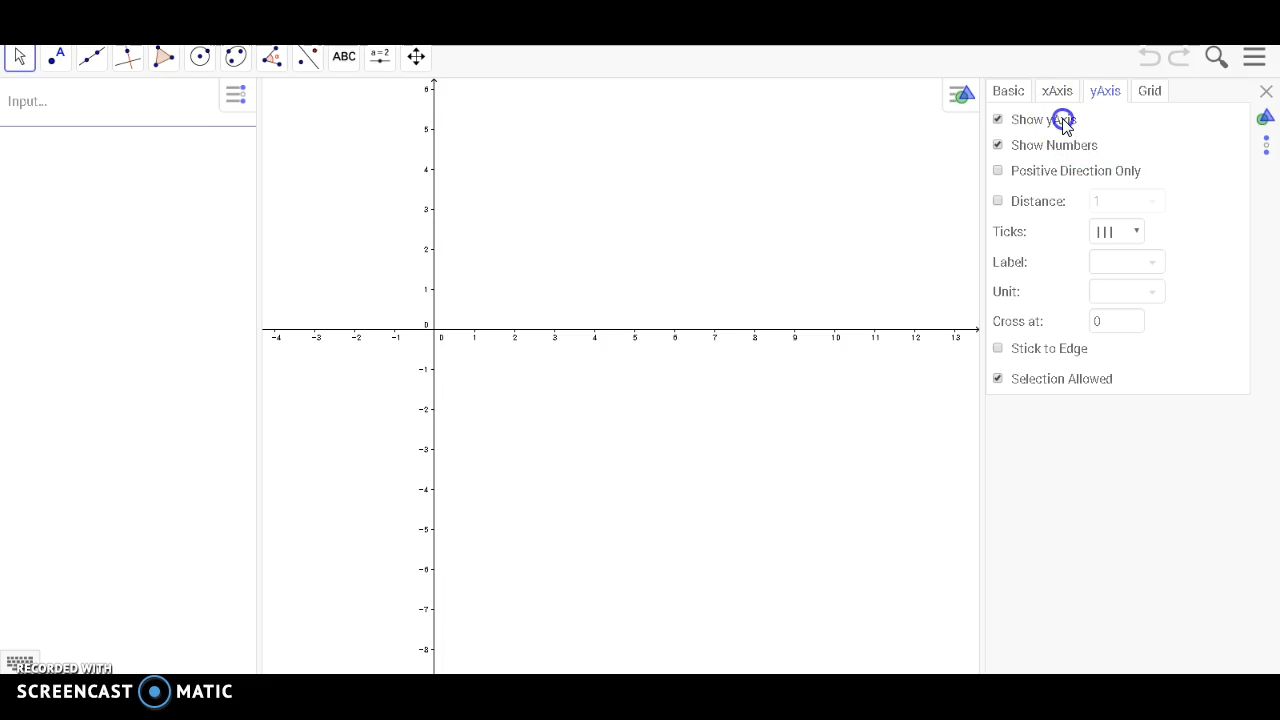 A
ABC
a=2
Input...
Basic
xAxis
yAxis
Grid
Show yAxis
Show Numbers
Positive Direction Only
Distance:
1
Ticks:
Label:
Unit:
Cross at:
0
Stick to Edge
Selection Allowed
6
5
4
3
2
1
0
-4 -3 -2 -1 0 1 2 3 4 5 6 7 8 9 10 11 12 13
-1
-2
-3
-4
-5
-6
-7
-8
RECORDED WITH
SCREENCAST MATIC